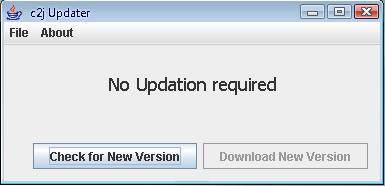 c2j Updater
File About
No Updation required
Check for New Version Download New Version